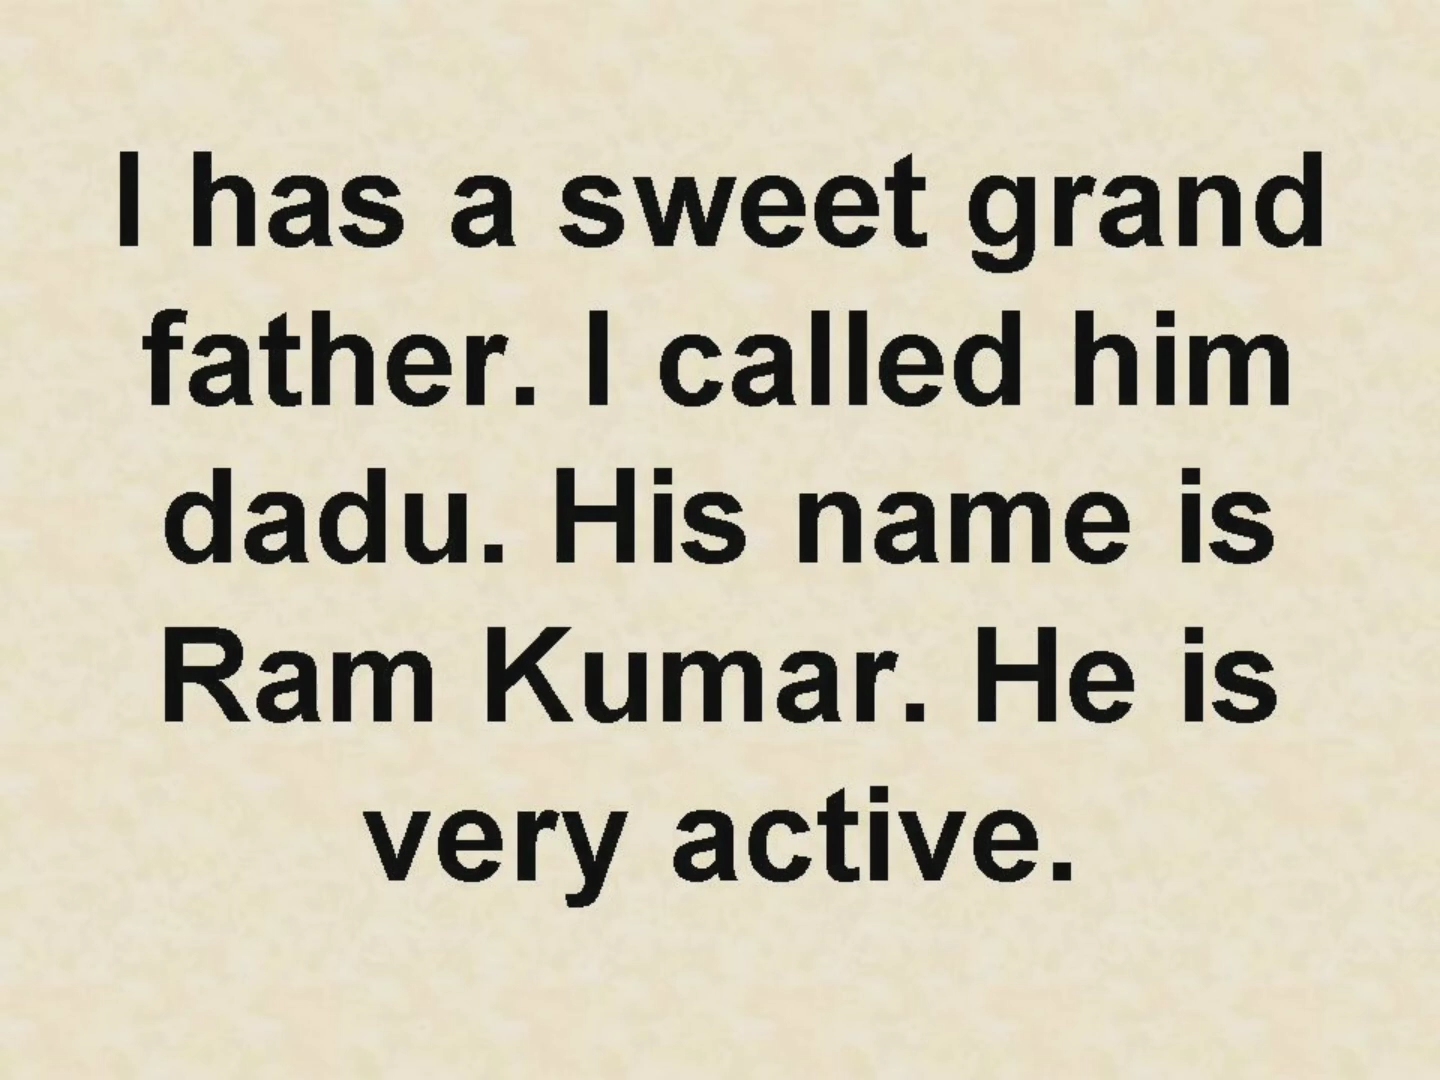 I has a sweet grand
father. I called him
dadu. His name is
Ram Kumar. He is
very active.